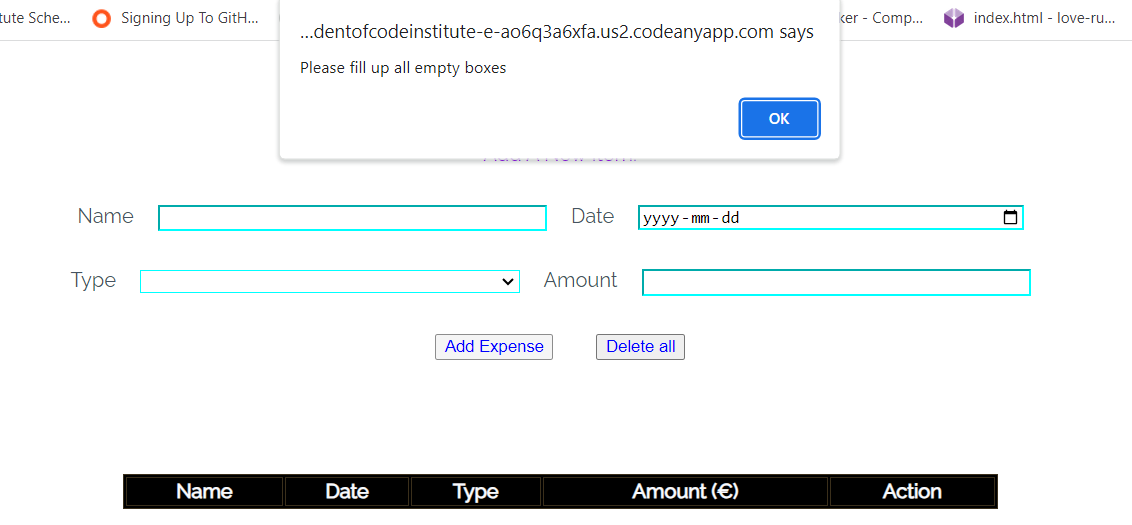 tute Sche...
Signing Up To GitH...
ker - Comp...
index.html - love-ru...
...dentofcodeinstitute-e-ao6q3a6xfa.us2.codeanyapp.com says
Please fill up all empty boxes
OK
Name
Date
yyyy-mm-dd
Type
Amount
Add Expense
Delete all
Name Date Type Amount (€) Action